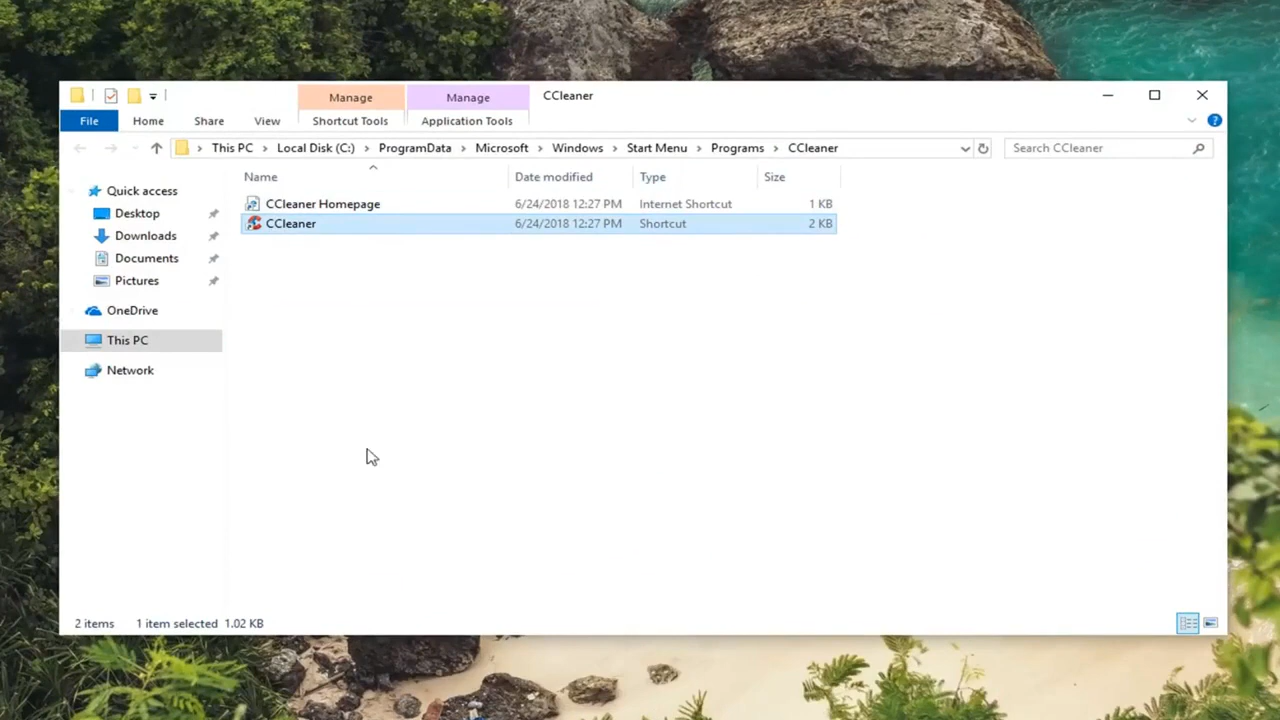 Manage Manage CCleaner
File Home Share View Shortcut Tools Application Tools
This PC Local Disk (C:) ProgramData Microsoft Windows Start Menu Programs CCleaner Search CCleaner
Name Date modified Type Size
CCleaner Homepage 6/24/2018 12:27 PM Internet Shortcut 1 KB
CCleaner 6/24/2018 12:27 PM Shortcut 2 KB
Quick access
Desktop
Downloads
Documents
Pictures
OneDrive
This PC
Network
2 items 1 item selected 1.02 KB